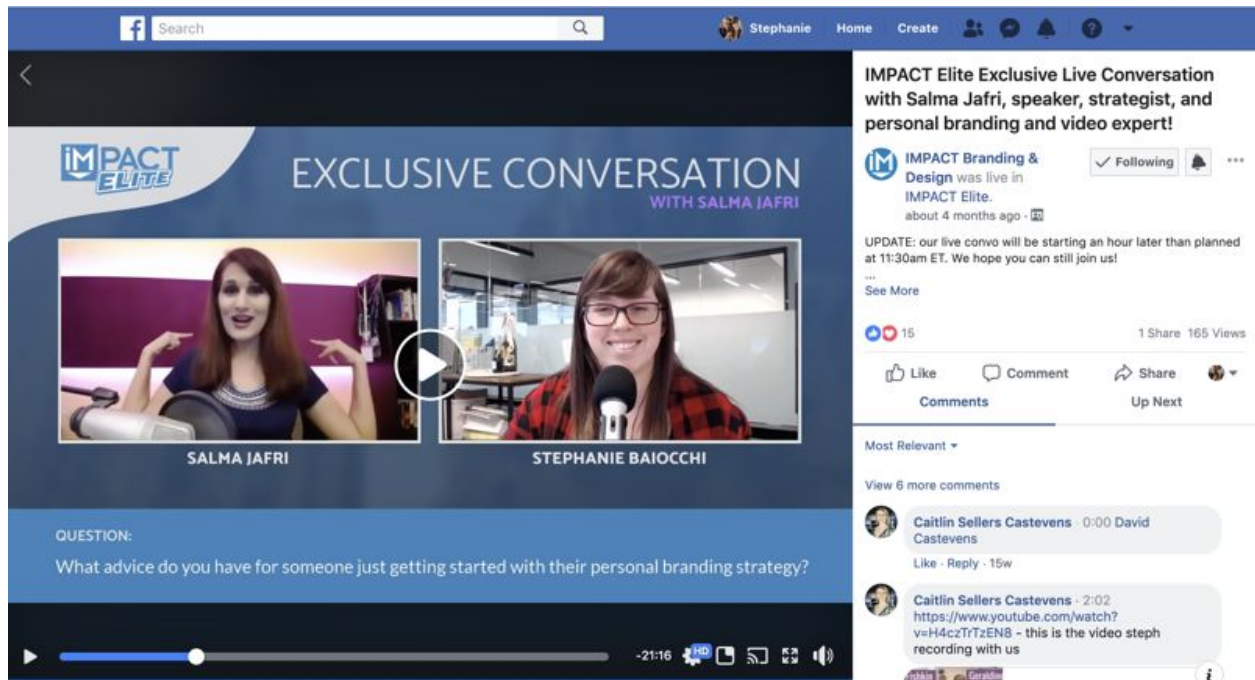 f Search
Stephanie Home Create
iMPACT
ELITE
EXCLUSIVE CONVERSATION
WITH SALMA JAFRI
SALMA JAFRI
STEPHANIE BAIOCCHI
QUESTION:
What advice do you have for someone just getting started with their personal branding strategy?
-21:16 HD
IMPACT Elite Exclusive Live Conversation
with Salma Jafri, speaker, strategist, and
personal branding and video expert!
iM
IMPACT Branding &
Design was live in
IMPACT Elite.
about 4 months ago ·
Following
UPDATE: our live convo will be starting an hour later than planned
at 11:30am ET. We hope you can still join us!
...
See More
15
1 Share 165 Views
Like Comment Share
Comments Up Next
Most Relevant
View 6 more comments
Caitlin Sellers Castevens · 0:00 David
Castevens
Like · Reply · 15w
Caitlin Sellers Castevens · 2:02
https://www.youtube.com/watch?
v=H4czTrTzEN8 - this is the video steph
recording with us